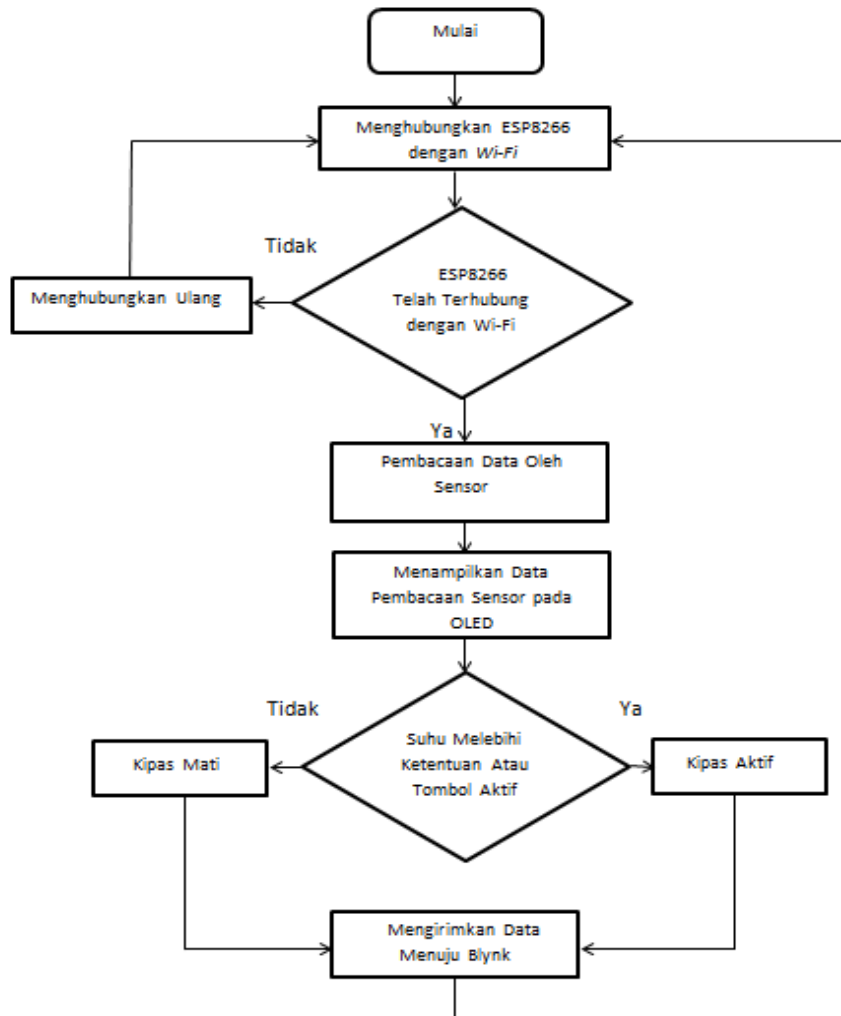 Mulai
Menghubungkan ESP8266
dengan Wi-Fi
Tidak
ESP8266
Telah Terhubung
dengan Wi-Fi
Menghubungkan Ulang
Ya
Pembacaan Data Oleh
Sensor
Menampilkan Data
Pembacaan Sensor pada
OLED
Tidak
Ya
Suhu Melebihi
Ketentuan Atau
Tombol Aktif
Kipas Mati
Kipas Aktif
Mengirimkan Data
Menuju Blynk